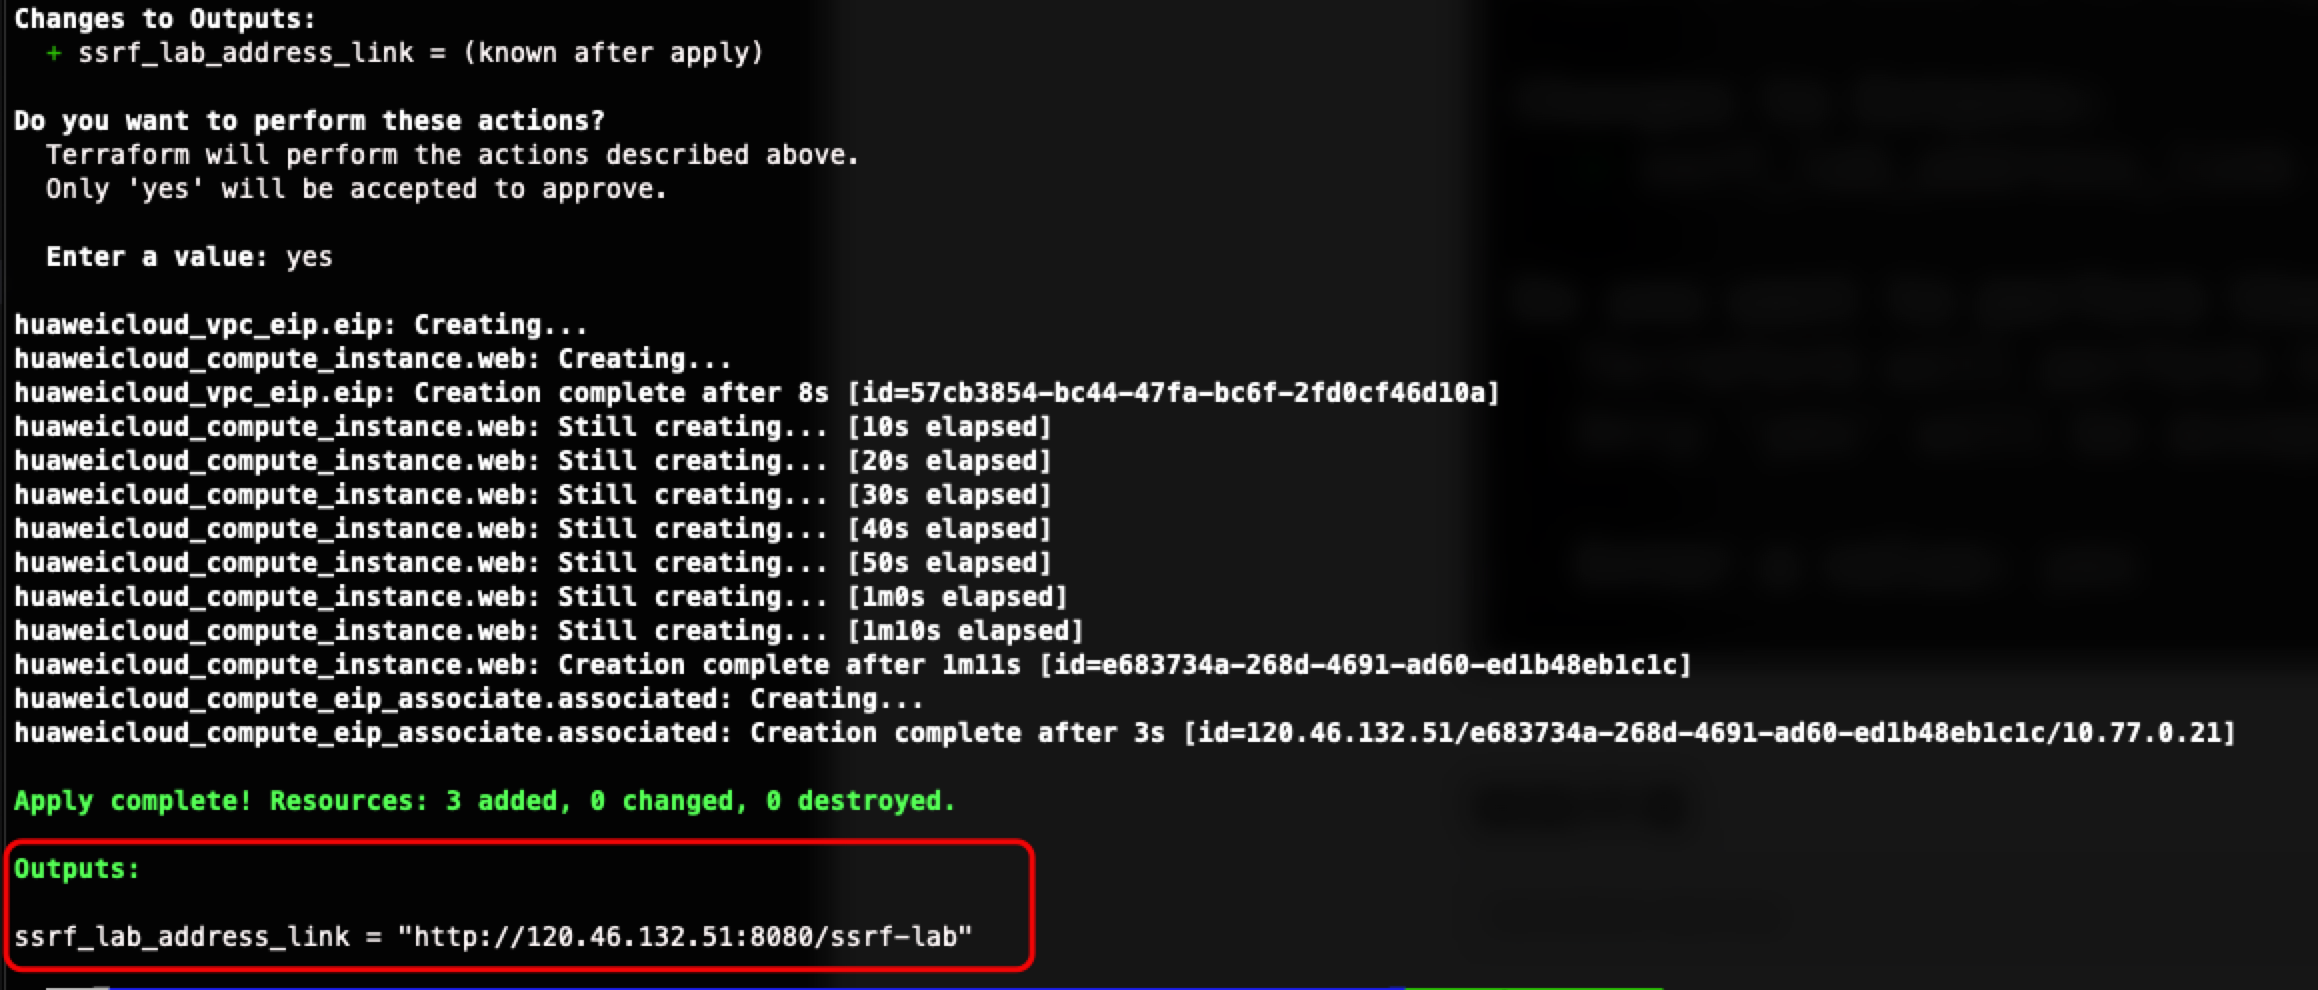 Changes to Outputs:
+ ssrf_lab_address_link = (known after apply)
Do you want to perform these actions?
Terraform will perform the actions described above.
Only 'yes' will be accepted to approve.
Enter a value: yes
huaweicloud_vpc_eip.eip: Creating...
huaweicloud_compute_instance.web: Creating...
huaweicloud_vpc_eip.eip: Creation complete after 8s [id=57cb3854-bc44-47fa-bc6f-2fd0cf46d10a]
huaweicloud_compute_instance.web: Still creating... [10s elapsed]
huaweicloud_compute_instance.web: Still creating... [20s elapsed]
huaweicloud_compute_instance.web: Still creating... [30s elapsed]
huaweicloud_compute_instance.web: Still creating... [40s elapsed]
huaweicloud_compute_instance.web: Still creating... [50s elapsed]
huaweicloud_compute_instance.web: Still creating... [1m0s elapsed]
huaweicloud_compute_instance.web: Still creating... [1m10s elapsed]
huaweicloud_compute_instance.web: Creation complete after 1m11s [id=e683734a-268d-4691-ad60-ed1b48eb1c1c]
huaweicloud_compute_eip_associate.associated: Creating...
huaweicloud_compute_eip_associate.associated: Creation complete after 3s [id=120.46.132.51/e683734a-268d-4691-ad60-ed1b48eb1c1c/10.77.0.21]
Apply complete! Resources: 3 added, 0 changed, 0 destroyed.
Outputs:
ssrf_lab_address_link = "http://120.46.132.51:8080/ssrf-lab"